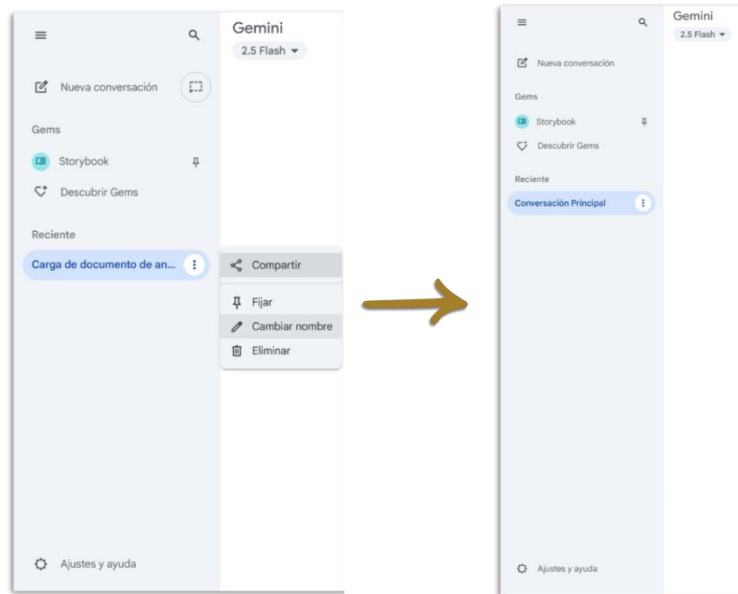 Gemini
2.5 Flash
Nueva conversación
Gems
Storybook
Descubrir Gems
Reciente
Carga de documento de an...
Compartir
Fijar
Cambiar nombre
Eliminar
Ajustes y ayuda
Gemini
2.5 Flash
Nueva conversación
Gems
Storybook
Descubrir Gems
Reciente
Conversación Principal
Ajustes y ayuda